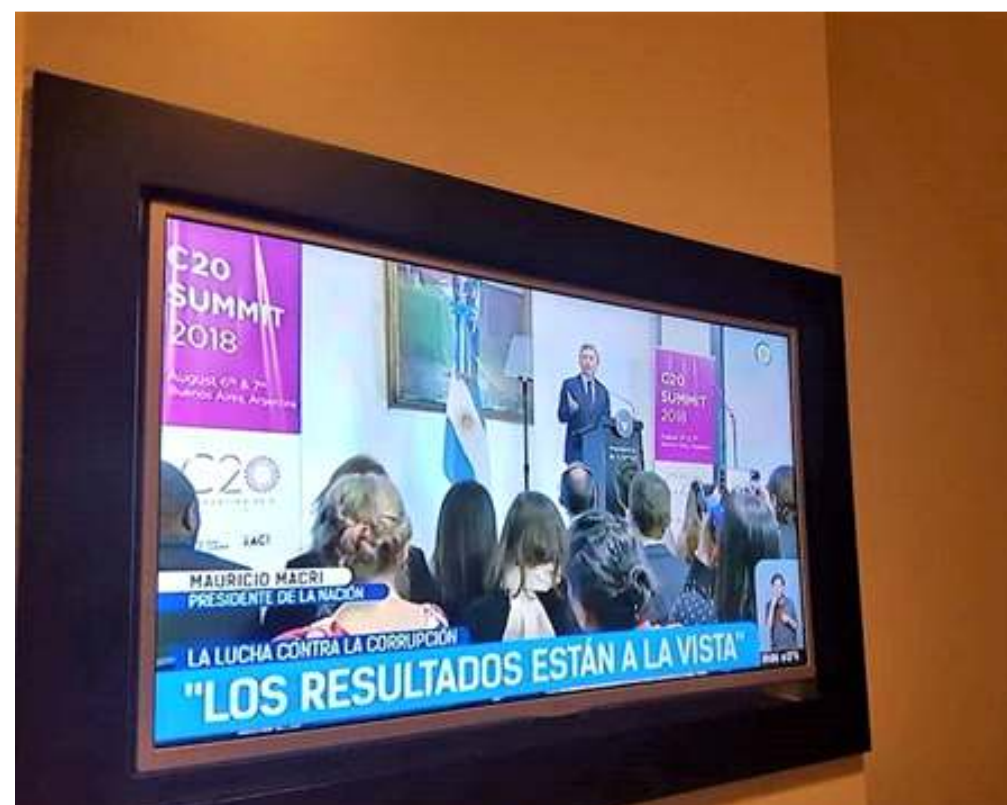 C20
SUMMIT
2018
August 6th & 7th
Buenos Aires, Argentina
C20
C20
SUMMIT
2018
MAURICIO MACRI
PRESIDENTE DE LA NACIÓN
LA LUCHA CONTRA LA CORRUPCIÓN
"LOS RESULTADOS ESTÁN A LA VISTA"